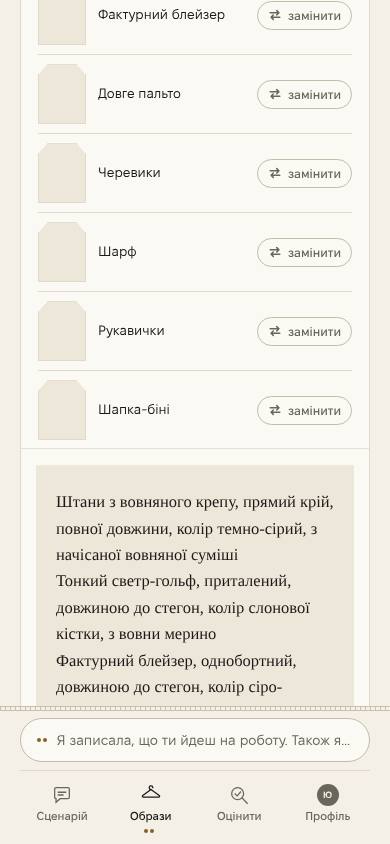 Фактурний блейзер
замінити
Довге пальто
замінити
Черевики
замінити
Шарф
замінити
Рукавички
замінити
Шапка-біні
замінити
Штани з вовняного крепу, прямий крій,
повної довжини, колір темно-сірий, з
начісаної вовняної суміші
Тонкий светр-гольф, приталений,
довжиною до стегон, колір слонової
кістки, з вовни мерино
Фактурний блейзер, однобортний,
довжиною до стегон, колір сіро-
Я записала, що ти йдеш на роботу. Також я...
Сценарій
Образи
Оцінити
Ю
Профіль